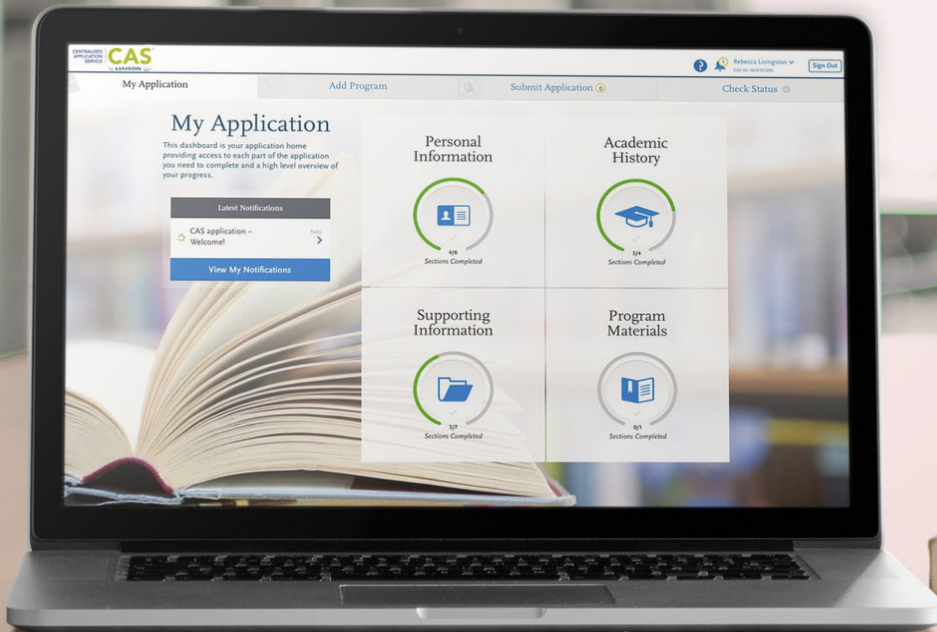 CENTRALIZED
APPLICATION
SERVICE
CAS
by LIAISON
Rebecca Livingston
Sign Out
My Application
Add Program
Submit Application 0
Check Status
My Application
This dashboard is your application home
providing access to each part of the application
you need to complete and a high level overview of
your progress.
Latest Notifications
CAS application –
Welcome!
View My Notifications
Personal
Information
4/6
Sections Completed
Academic
History
3/4
Sections Completed
Supporting
Information
Sections Completed
Program
Materials
0/1
Sections Completed